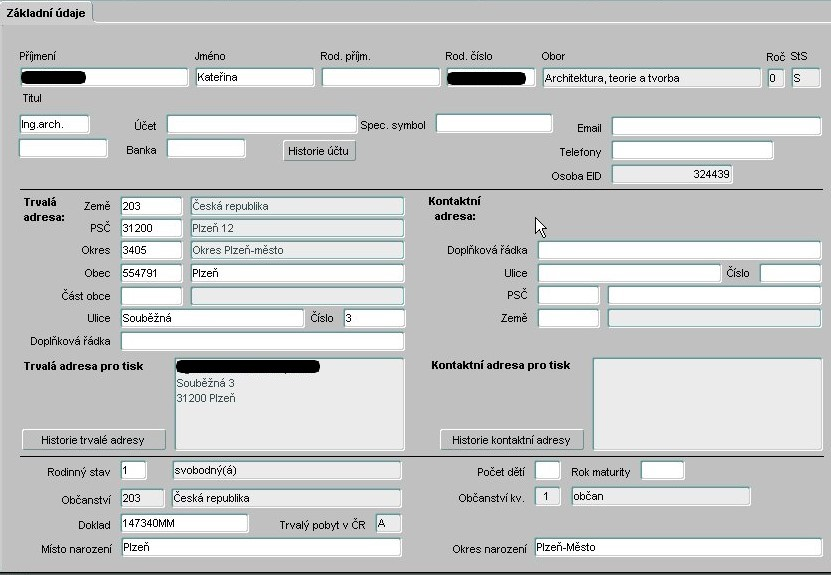 Základní údaje
Příjmení Jméno Rod. příjm. Rod. číslo Obor Roč StS
Kateřina Architektura, teorie a tvorba 0 S
Titul
Ing.arch. Účet Spec. symbol Email
Banka Historie účtu Telefony
Osoba EID 324439
Trvalá adresa: Země 203 Česká republika Kontaktní adresa:
PSČ 31200 Plzeň 12
Okres 3405 Okres Plzeň-město Doplňková řádka
Obec 554791 Plzeň Ulice Číslo
Část obce PSČ
Ulice Souběžná Číslo 3 Země
Doplňková řádka
Trvalá adresa pro tisk Kontaktní adresa pro tisk
Souběžná 3
31200 Plzeň
Historie trvalé adresy Historie kontaktní adresy
Rodinný stav 1 svobodný(á) Počet dětí Rok maturity
Občanství 203 Česká republika Občanství kv. 1 občan
Doklad 147340MM Trvalý pobyt v ČR A
Místo narození Plzeň Okres narození Plzeň-Město